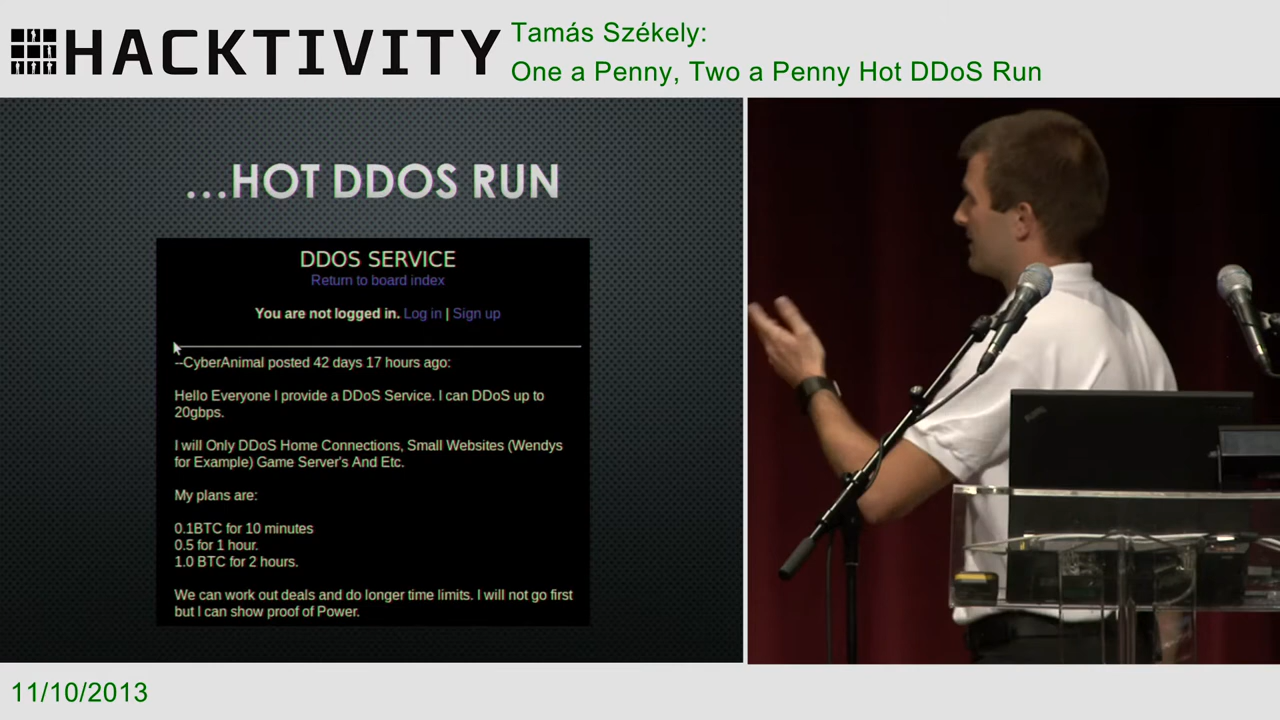 HACKTIVITY
Tamás Székely:
One a Penny, Two a Penny Hot DDoS Run
...HOT DDOS RUN
DDOS SERVICE
Return to board index
You are not logged in. Log in | Sign up
--CyberAnimal posted 42 days 17 hours ago:
Hello Everyone I provide a DDoS Service. I can DDoS up to
20gbps.
I will Only DDoS Home Connections, Small Websites (Wendys
for Example) Game Server's And Etc.
My plans are:
0.1BTC for 10 minutes
0.5 for 1 hour.
1.0 BTC for 2 hours.
We can work out deals and do longer time limits. I will not go first
but I can show proof of Power.
11/10/2013